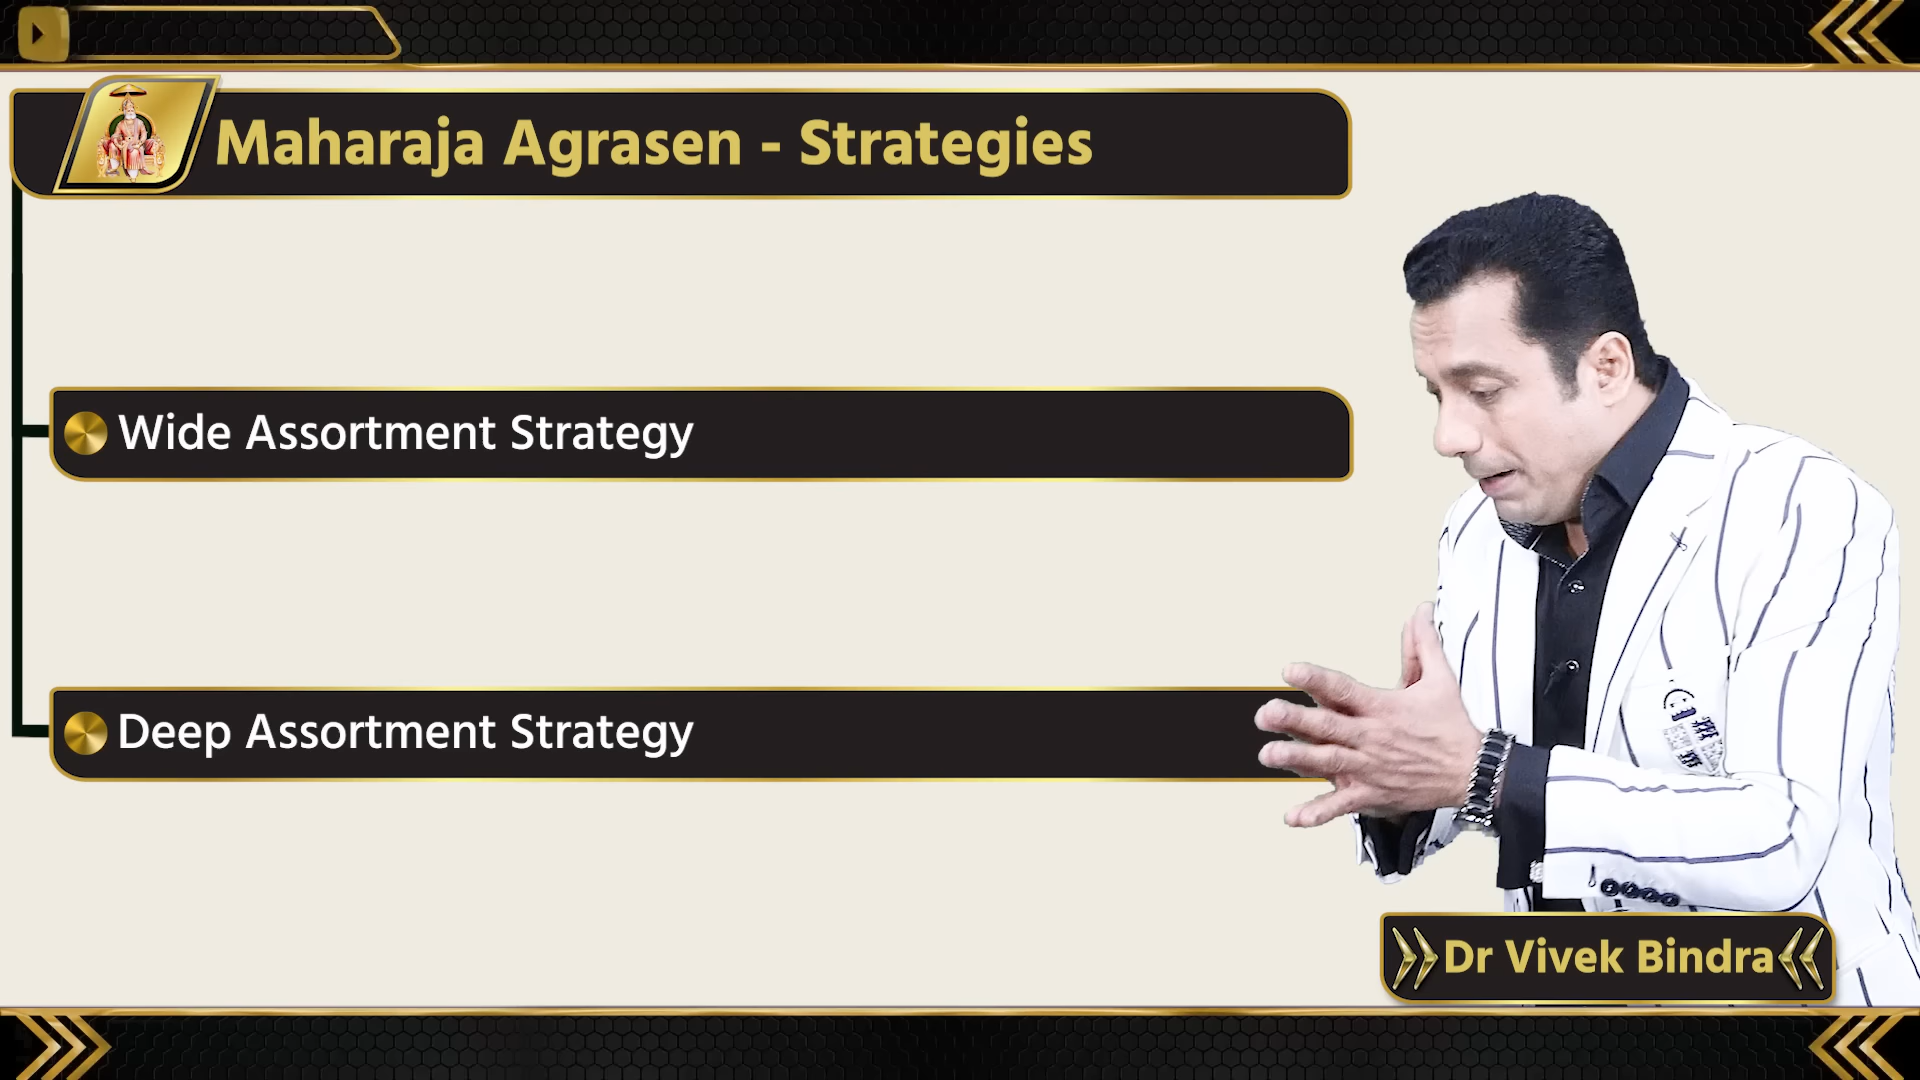 Maharaja Agrasen - Strategies
Wide Assortment Strategy
Deep Assortment Strategy
Dr Vivek Bindra